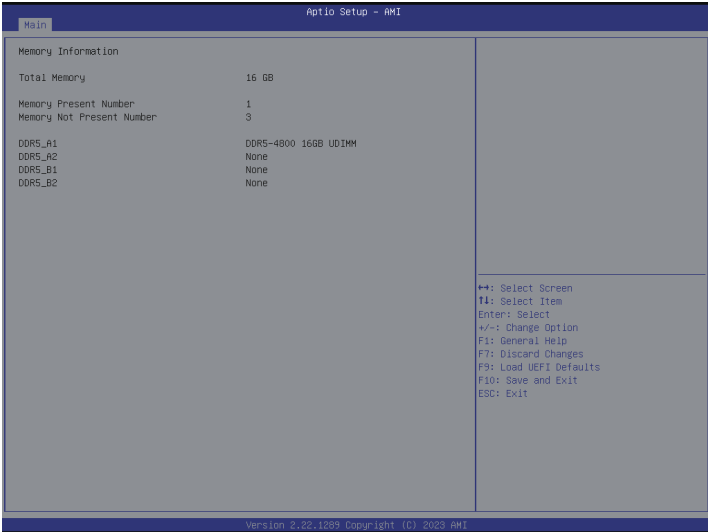 Aptio Setup – AMI
Main
Memory Information
Total Memory 16 GB
Memory Present Number 1
Memory Not Present Number 3
DDR5_A1 DDR5-4800 16GB UDIMM
DDR5_A2 None
DDR5_B1 None
DDR5_B2 None
→←: Select Screen
↑↓: Select Item
Enter: Select
+/-: Change Option
F1: General Help
F7: Discard Changes
F9: Load UEFI Defaults
F10: Save and Exit
ESC: Exit
Version 2.22.1289 Copyright (C) 2023 AMI